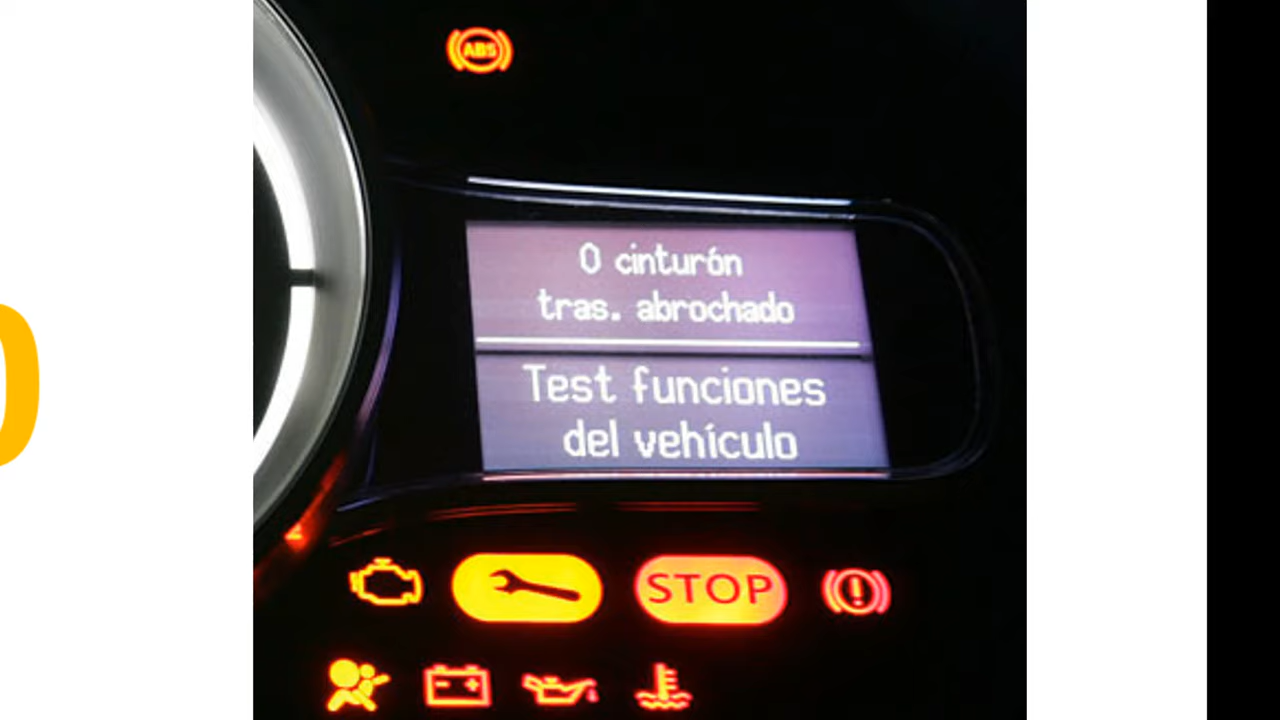 ABS
0 cinturón
tras. abrochado
Test funciones
del vehículo
STOP